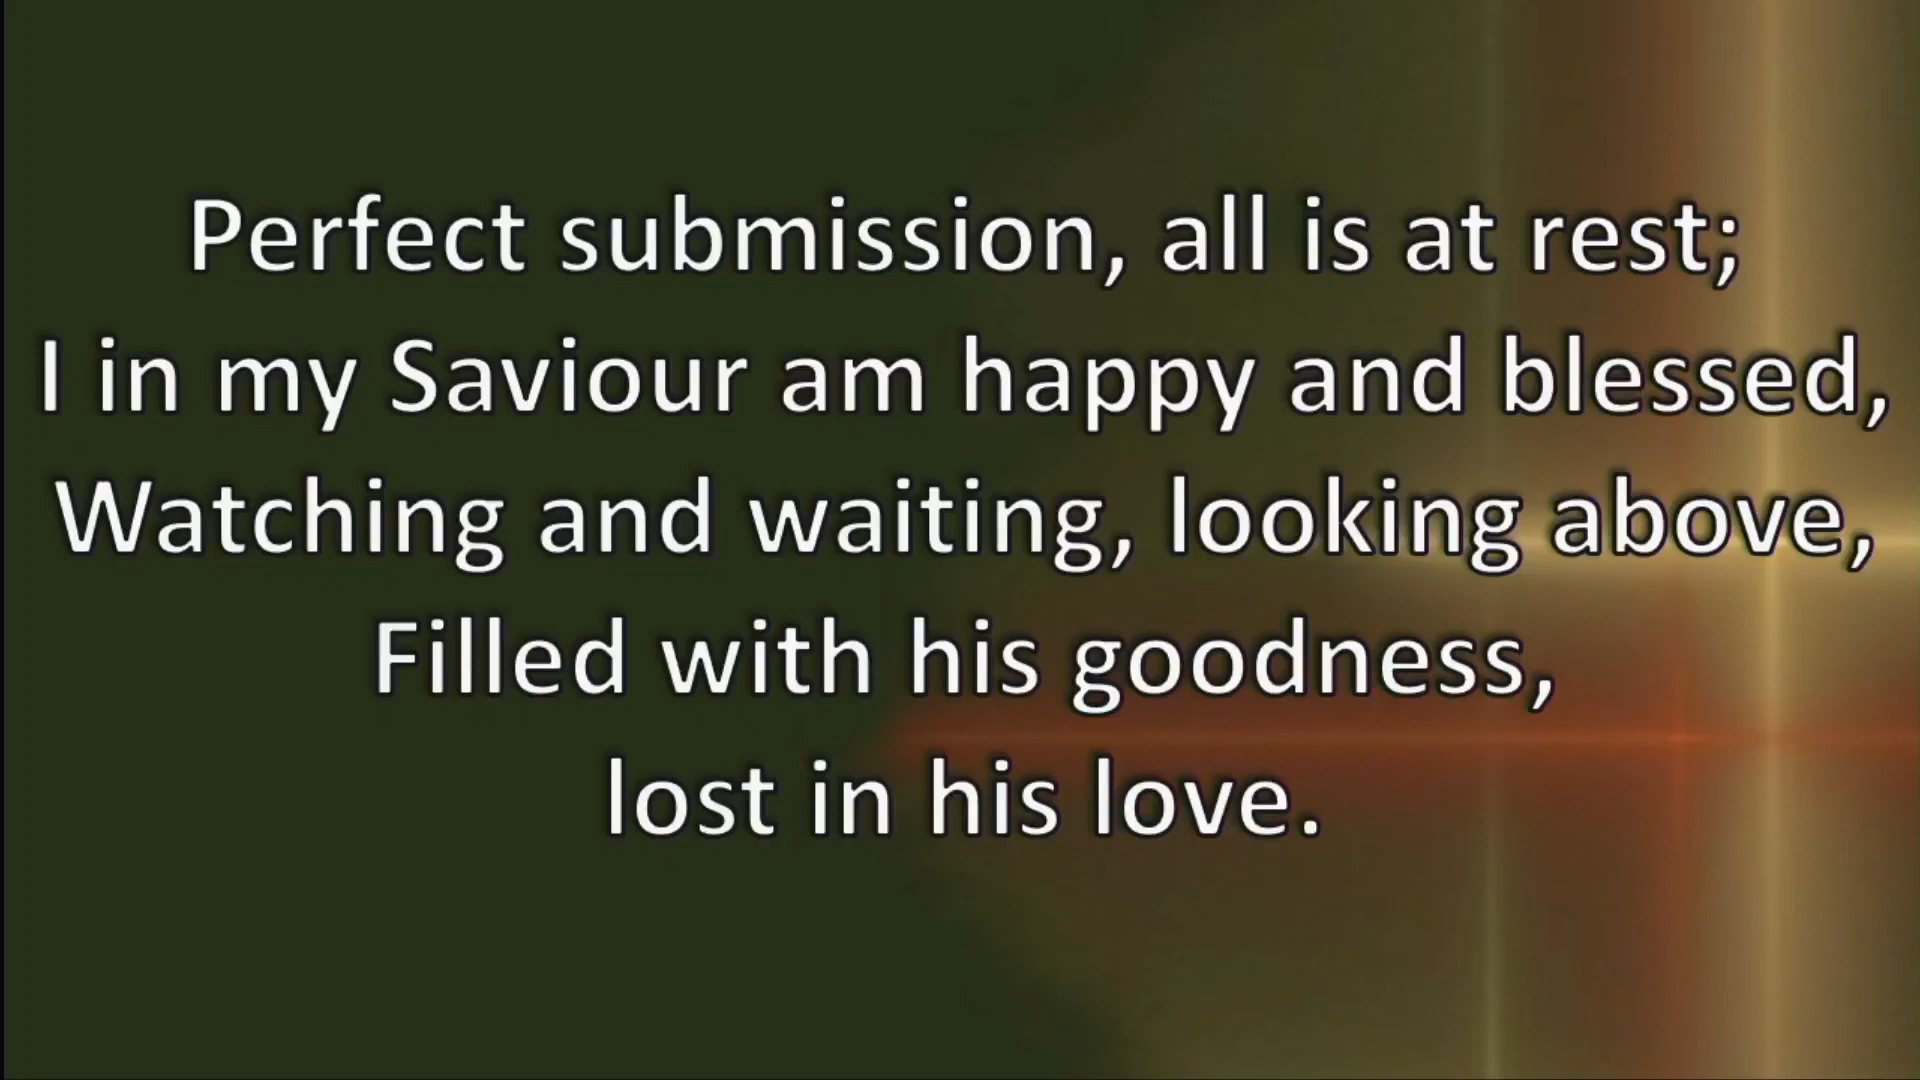 Perfect submission, all is at rest;
I in my Saviour am happy and blessed,
Watching and waiting, looking above,
Filled with his goodness,
lost in his love.